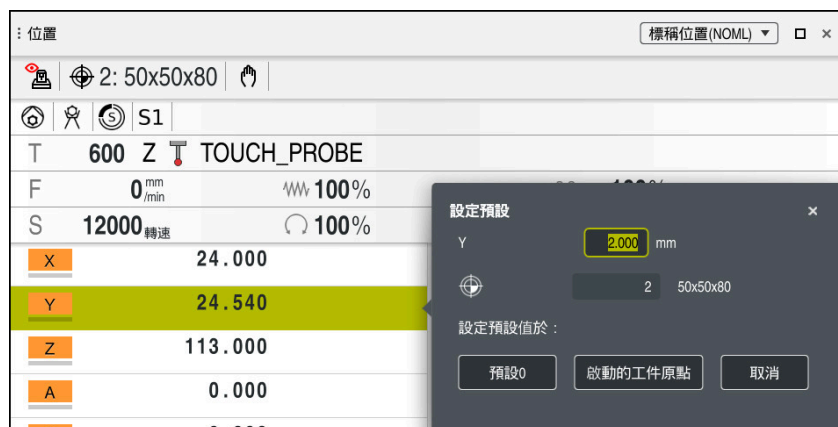 位置
標稱位置(NOML)
2: 50x50x80
S1
T 600 Z TOUCH_PROBE
F 0 mm/min 100%
S 12000 轉速 100%
設定預設
X 24.000
Y 2.000 mm
Y 24.540
2 50x50x80
設定預設值於：
Z 113.000
預設0 啟動的工件原點 取消
A 0.000